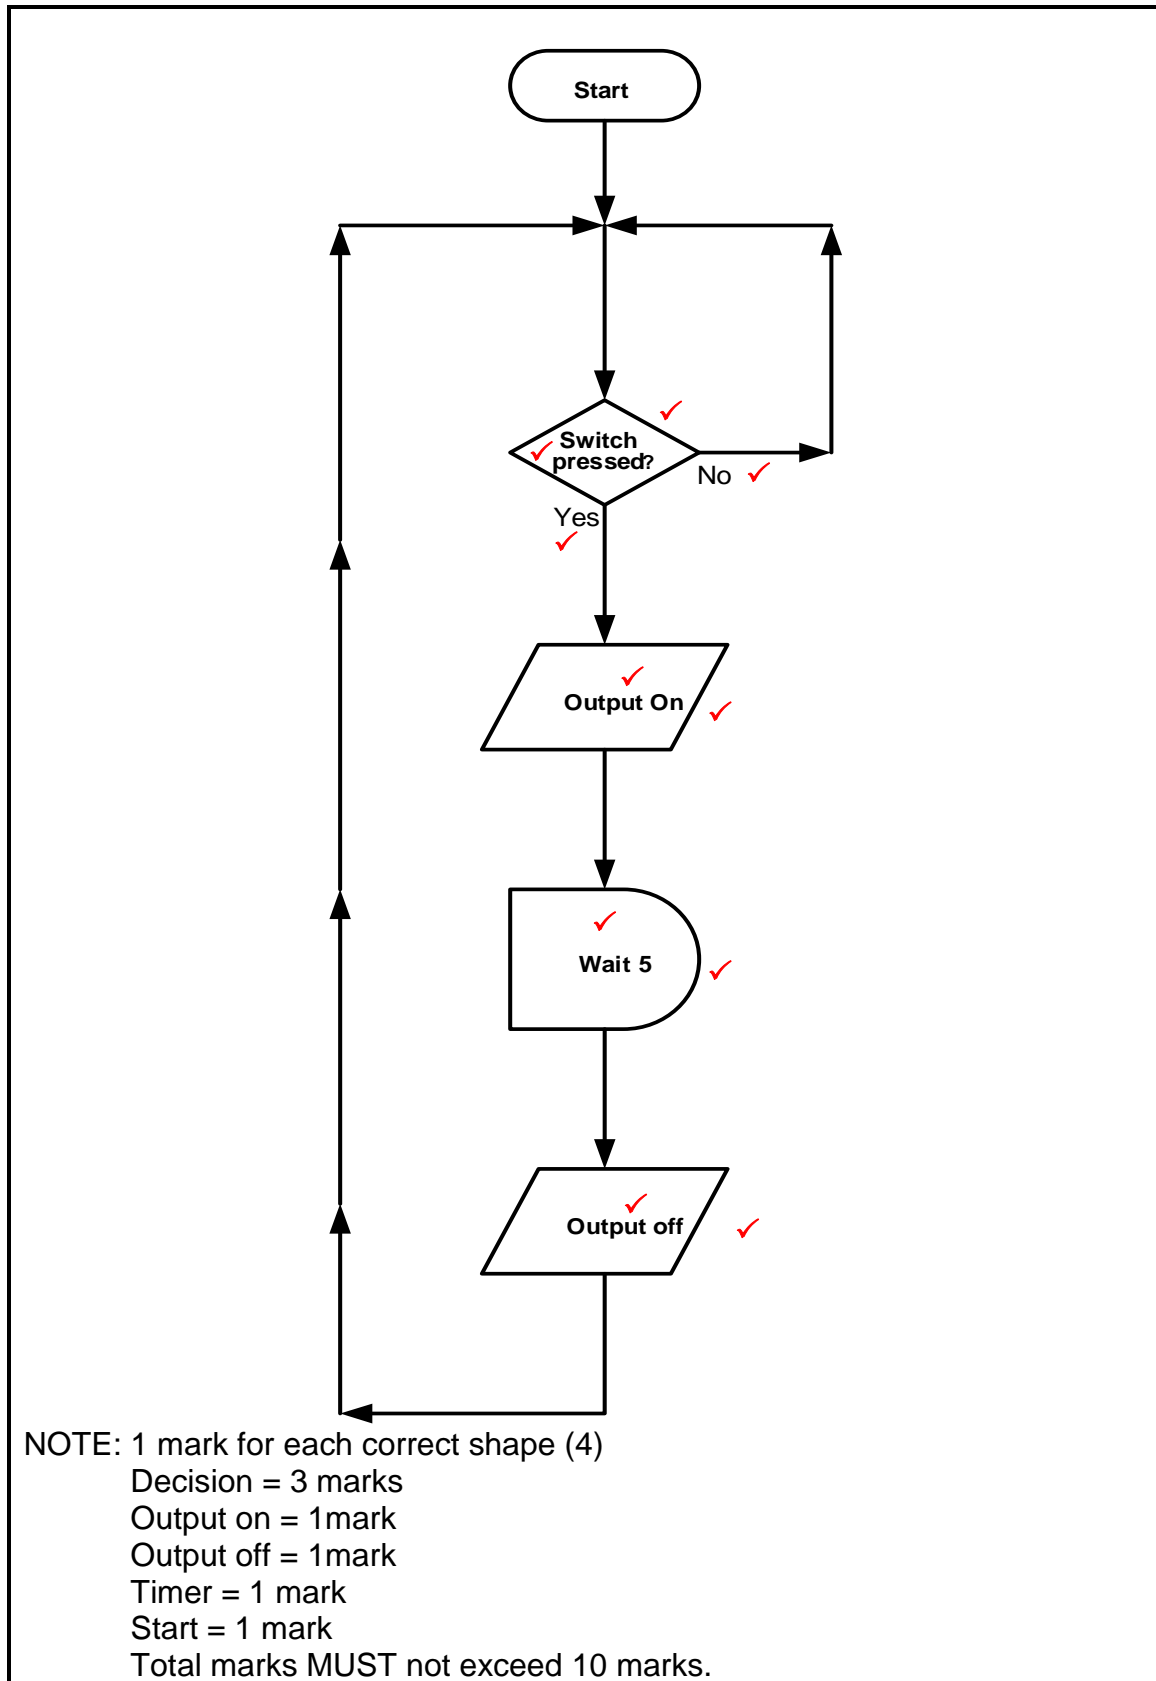 Start
Switch
pressed?
No
Yes
Output On
Wait 5
Output off
NOTE: 1 mark for each correct shape (4)
Decision = 3 marks
Output on = 1mark
Output off = 1mark
Timer = 1 mark
Start = 1 mark
Total marks MUST not exceed 10 marks.